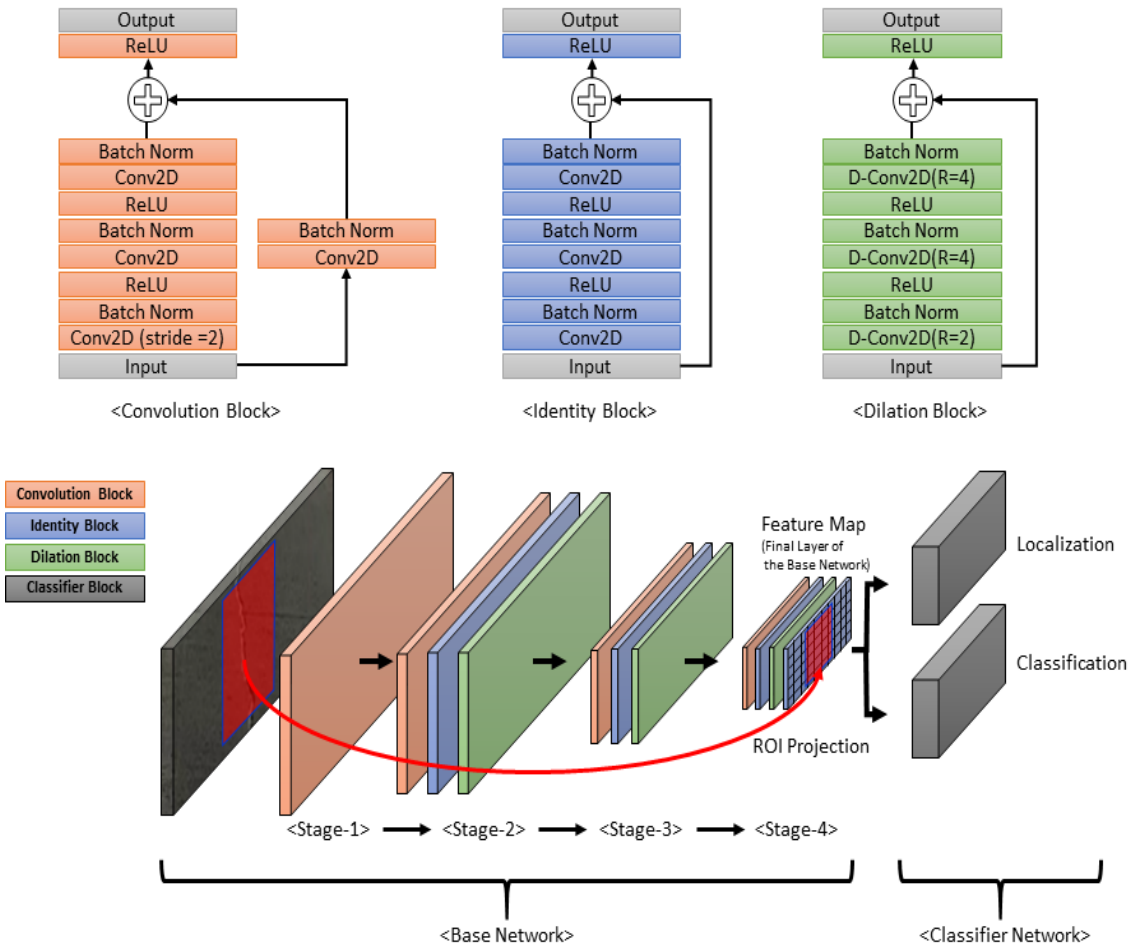 Output
ReLU
Batch Norm
Conv2D
ReLU
Batch Norm
Conv2D
ReLU
Batch Norm
Conv2D (stride =2)
Input
Batch Norm
Conv2D
<Convolution Block>
Output
ReLU
Batch Norm
Conv2D
ReLU
Batch Norm
Conv2D
ReLU
Batch Norm
Conv2D
Input
<Identity Block>
Output
ReLU
Batch Norm
D-Conv2D(R=4)
ReLU
Batch Norm
D-Conv2D(R=4)
ReLU
Batch Norm
D-Conv2D(R=2)
Input
<Dilation Block>
Convolution Block
Identity Block
Dilation Block
Classifier Block
Feature Map
(Final Layer of
the Base Network)
Localization
Classification
ROI Projection
<Stage-1>
<Stage-2>
<Stage-3>
<Stage-4>
<Base Network>
<Classifier Network>